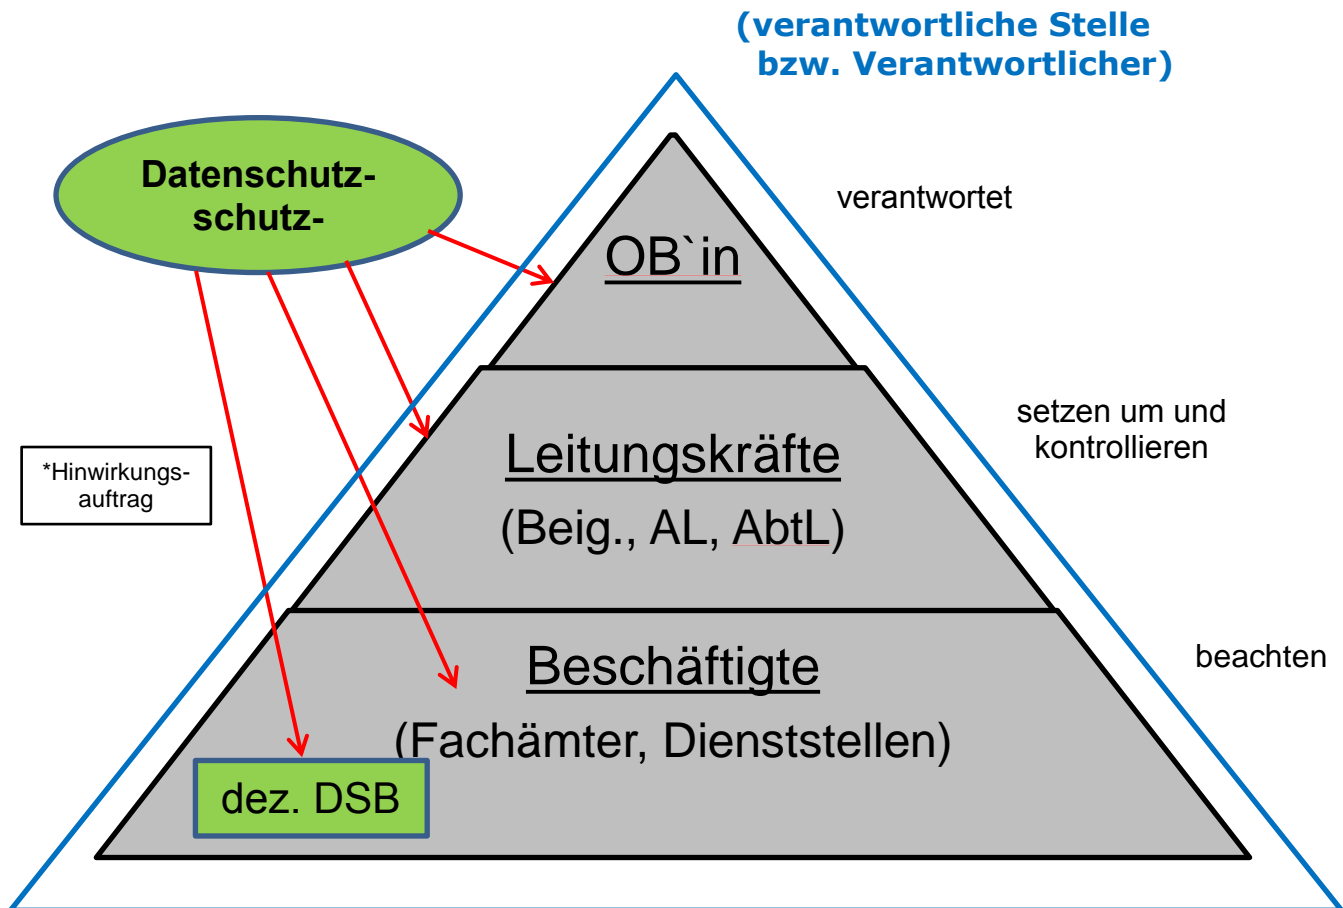 (verantwortliche Stelle
bzw. Verantwortlicher)
Datenschutz-
schutz-
verantwortet
OB`in
setzen um und
kontrollieren
Leitungskräfte
(Beig., AL, AbtL)
*Hinwirkungs-
auftrag
beachten
Beschäftigte
(Fachämter, Dienststellen)
dez. DSB